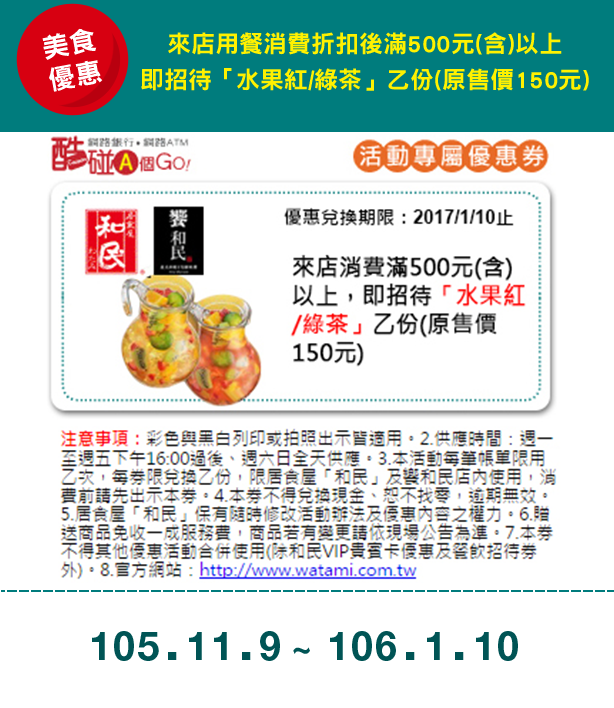 美食
優惠
來店用餐消費折扣後滿500元(含)以上
即招待「水果紅/綠茶」乙份(原售價150元)
網路銀行・網路ATM
酷碰A個GO!
活動專屬優惠券
居食屋
和民
饗和民
優惠兌換期限：2017/1/10止
來店消費滿500元(含)
以上，即招待「水果紅
/綠茶」乙份(原售價
150元)
注意事項：彩色與黑白列印或拍照出示皆適用。2.供應時間：週一
至週五下午16:00過後、週六日全天供應。3.本活動每筆帳單限用
乙次，每券限兌換乙份，限居食屋「和民」及饗和民店內使用，消
費前請先出示本券。4.本券不得兌換現金、恕不找零，逾期無效。
5.居食屋「和民」保有隨時修改活動辦法及優惠內容之權力。6.贈
送商品免收一成服務費，商品若有變更請依現場公告為準。7.本券
不得其他優惠活動合併使用(除和民VIP貴賓卡優惠及餐飲招待券
外)。8.官方網站：http://www.watami.com.tw
105.11.9~106.1.10